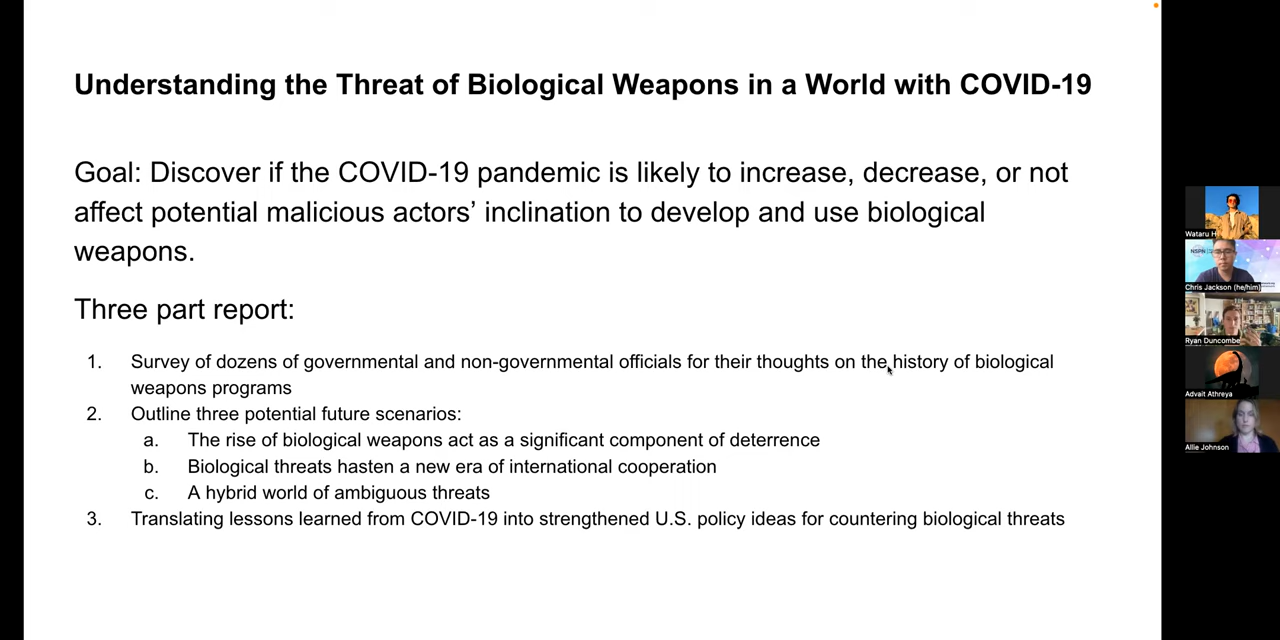 Understanding the Threat of Biological Weapons in a World with COVID-19
Goal: Discover if the COVID-19 pandemic is likely to increase, decrease, or not
affect potential malicious actors' inclination to develop and use biological
weapons.
Three part report:
1. Survey of dozens of governmental and non-governmental officials for their thoughts on the history of biological
weapons programs
2. Outline three potential future scenarios:
a. The rise of biological weapons act as a significant component of deterrence
b. Biological threats hasten a new era of international cooperation
c. A hybrid world of ambiguous threats
3. Translating lessons learned from COVID-19 into strengthened U.S. policy ideas for countering biological threats
Wataru H
NSPN
Chris Jackson (he/him)
Ryan Duncombe
Advait Athreya
Allie Johnson